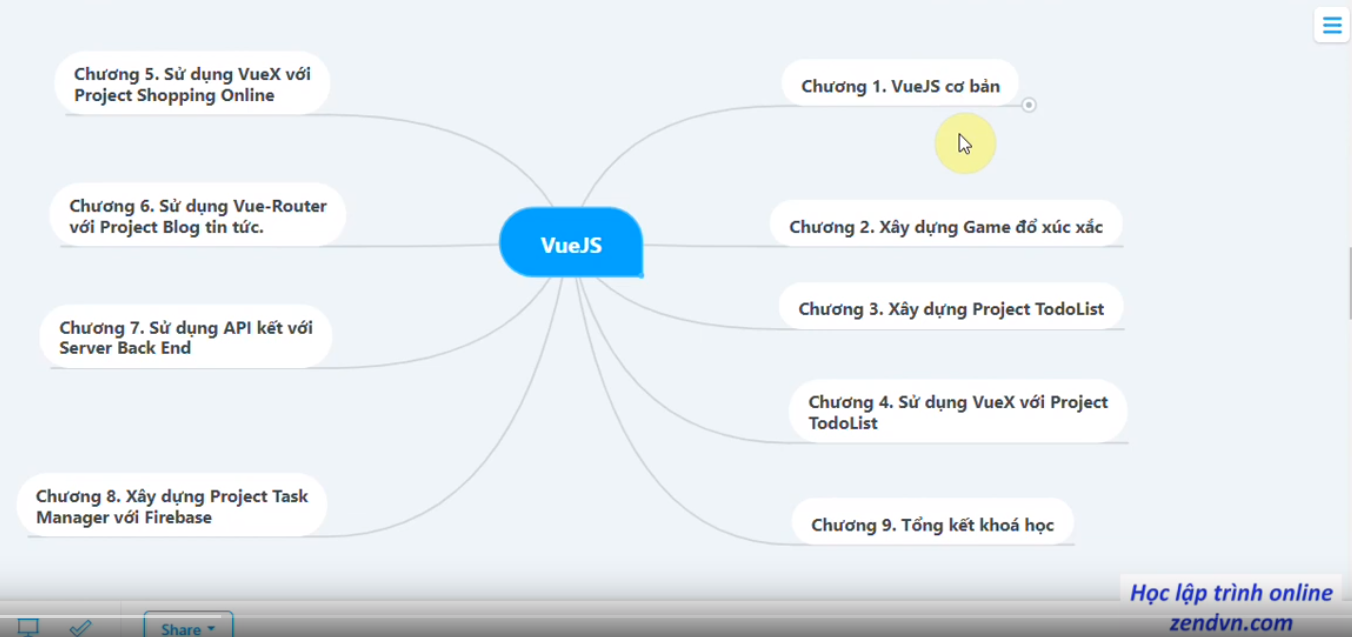 Chương 5. Sử dụng VueX với
Project Shopping Online
Chương 6. Sử dụng Vue-Router
với Project Blog tin tức.
Chương 7. Sử dụng API kết với
Server Back End
Chương 8. Xây dựng Project Task
Manager với Firebase
VueJS
Chương 1. VueJS cơ bản
Chương 2. Xây dựng Game đổ xúc xắc
Chương 3. Xây dựng Project TodoList
Chương 4. Sử dụng VueX với Project
TodoList
Chương 9. Tổng kết khoá học
Học lập trình online
zendvn.com
Share